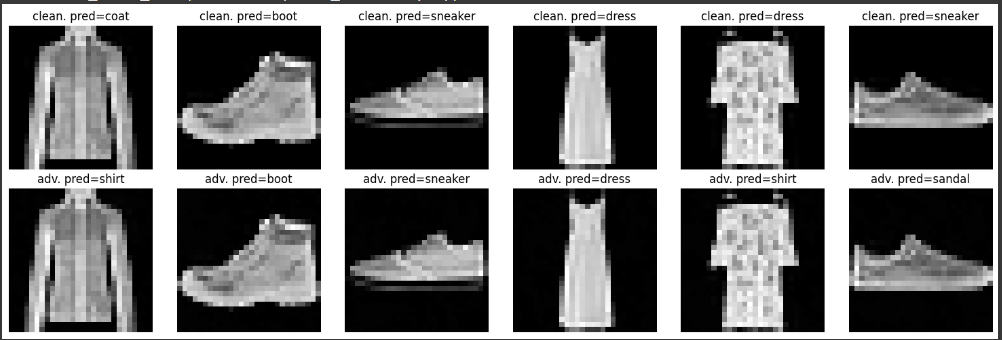 clean. pred=coat
clean. pred=boot
clean. pred=sneaker
clean. pred=dress
clean. pred=dress
clean. pred=sneaker
adv. pred=shirt
adv. pred=boot
adv. pred=sneaker
adv. pred=dress
adv. pred=shirt
adv. pred=sandal